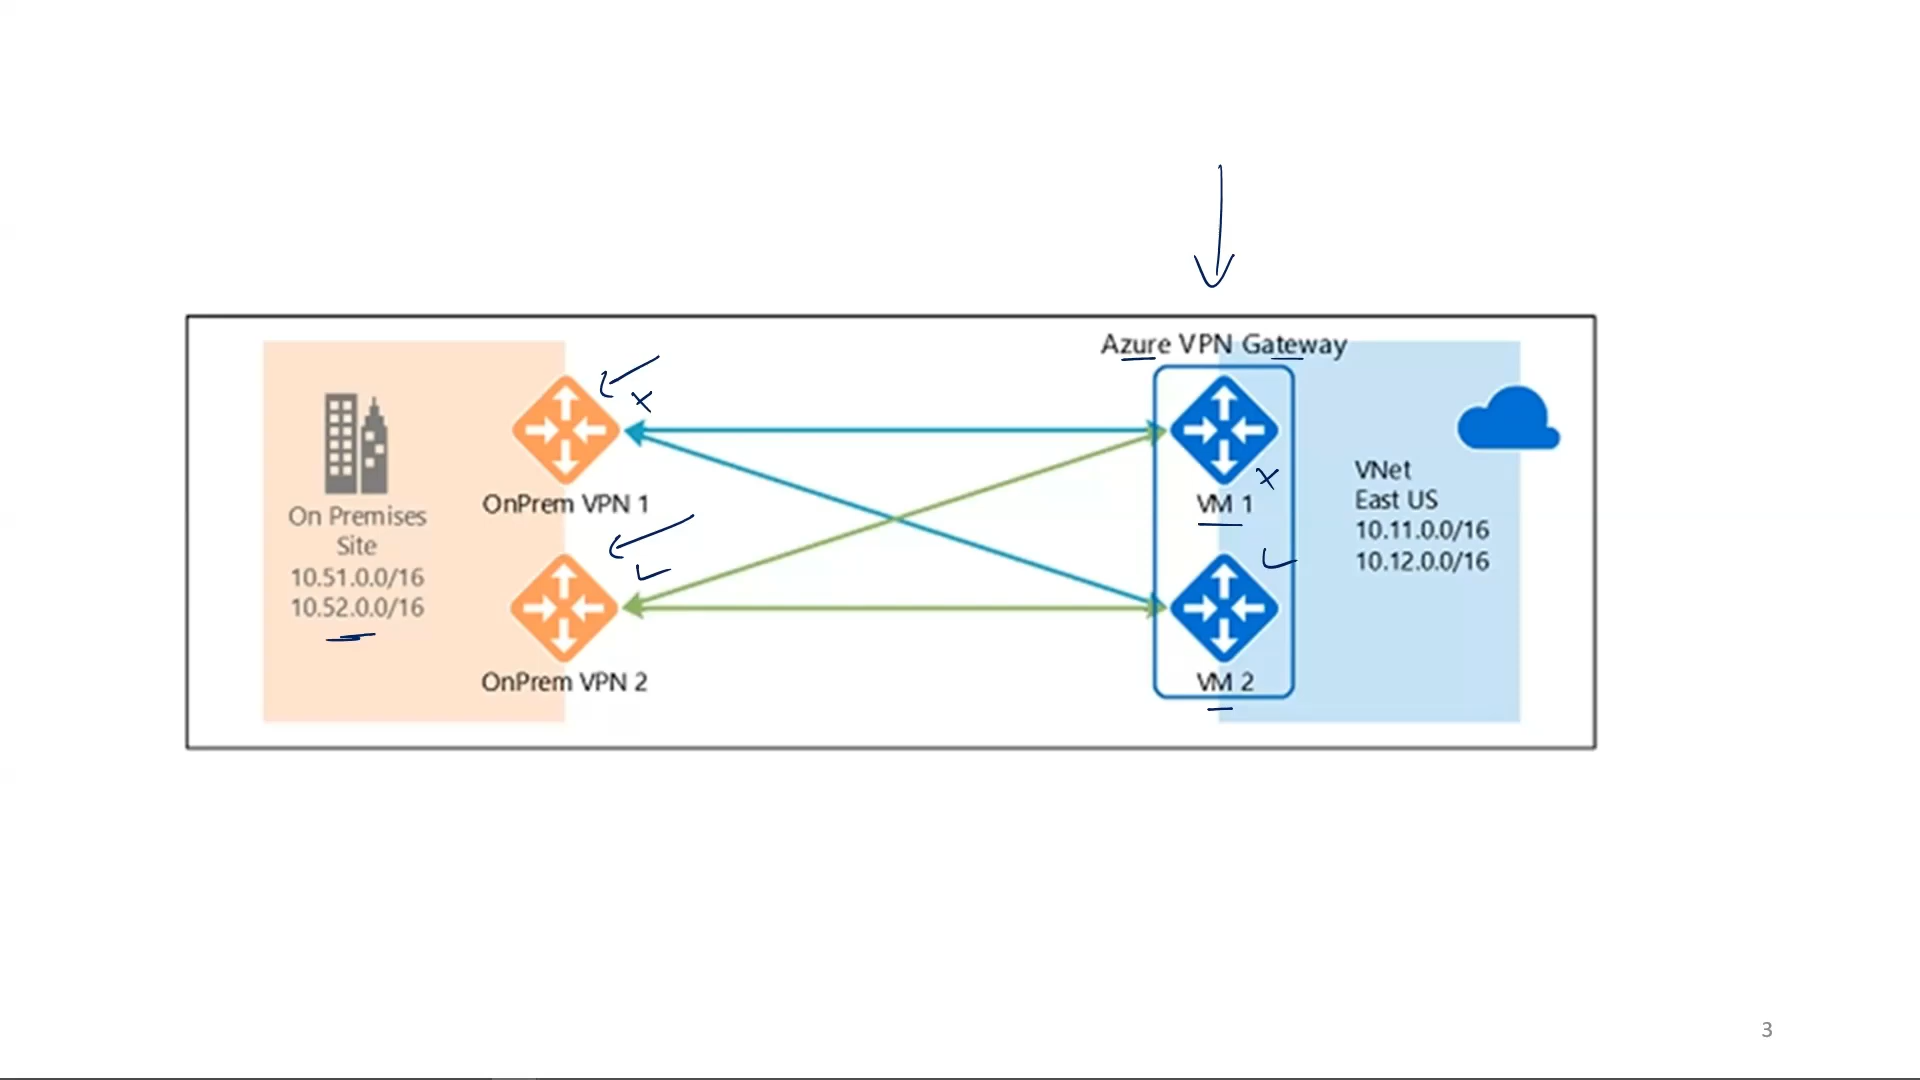 Azure VPN Gateway
OnPrem VPN 1
On Premises
Site
10.51.0.0/16
10.52.0.0/16
OnPrem VPN 2
VM 1
VM 2
VNet
East US
10.11.0.0/16
10.12.0.0/16
3